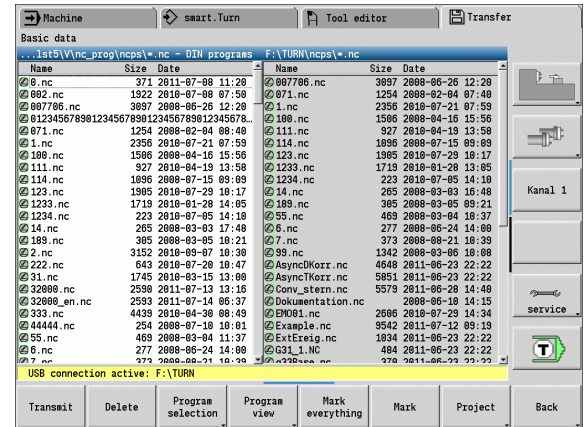 Machine
smart.Turn
Tool editor
Transfer
Basic data
...lst5\V\nc_prog\ncps\*.nc - DIN programs F:\TURN\ncps\*.nc
Name Size Date Name Size Date
0.nc 371 2011-07-08 11:20 007706.nc 3097 2008-06-26 12:20
002.nc 1922 2010-07-08 07:50 071.nc 1254 2008-02-04 07:40
007706.nc 3097 2008-06-26 12:20 1.nc 2356 2010-07-21 07:59
01234567890123456789012345678901234567 8... 100.nc 1506 2008-04-16 15:56
071.nc 1254 2008-02-04 08:40 111.nc 927 2010-04-19 13:58
1.nc 2356 2010-07-21 07:59 114.nc 1096 2008-07-15 09:09
100.nc 1506 2008-04-16 15:56 123.nc 1905 2010-07-29 10:17
111.nc 927 2010-04-19 13:58 1233.nc 1719 2010-01-28 13:05
114.nc 1096 2008-07-15 09:09 1234.nc 223 2010-07-05 14:10
123.nc 1905 2010-07-29 10:17 14.nc 265 2008-03-03 16:48
1233.nc 1719 2010-01-28 14:05 189.nc 305 2008-03-05 09:21
1234.nc 223 2010-07-05 14:10 55.nc 469 2008-03-04 10:37
14.nc 265 2008-03-03 17:48 6.nc 277 2008-06-24 14:00
189.nc 305 2008-03-05 10:21 7.nc 373 2008-08-21 10:39
2.nc 3152 2010-09-07 10:30 99.nc 1342 2008-03-06 10:08
222.nc 643 2010-07-20 10:47 AsyncDKorr.nc 4648 2011-06-23 22:22
31.nc 1745 2010-03-15 13:00 AsyncTKorr.nc 5851 2011-06-23 22:22
32000.nc 2590 2011-07-13 13:16 Conv_stern.nc 5579 2011-06-28 14:40
32000_en.nc 2593 2011-07-14 06:37 Dokumentation.nc 2008-06-10 14:15
333.nc 4439 2010-04-30 08:49 EMO01.nc 2606 2010-07-29 14:34
44444.nc 254 2008-07-10 10:01 Example.nc 9542 2011-07-12 09:19
55.nc 469 2008-03-04 11:37 ExtEreig.nc 1034 2011-06-23 22:22
6.nc 277 2008-06-24 14:00 G31_1.NC 484 2011-06-23 22:22
7.nc 373 2008-08-21 10:39 g33Base.nc 370 2011-06-23 22:22
USB connection active: F:\TURN
Kanal 1
service
T
Transmit
Delete
Program selection
Program view
Mark everything
Mark
Project
Back